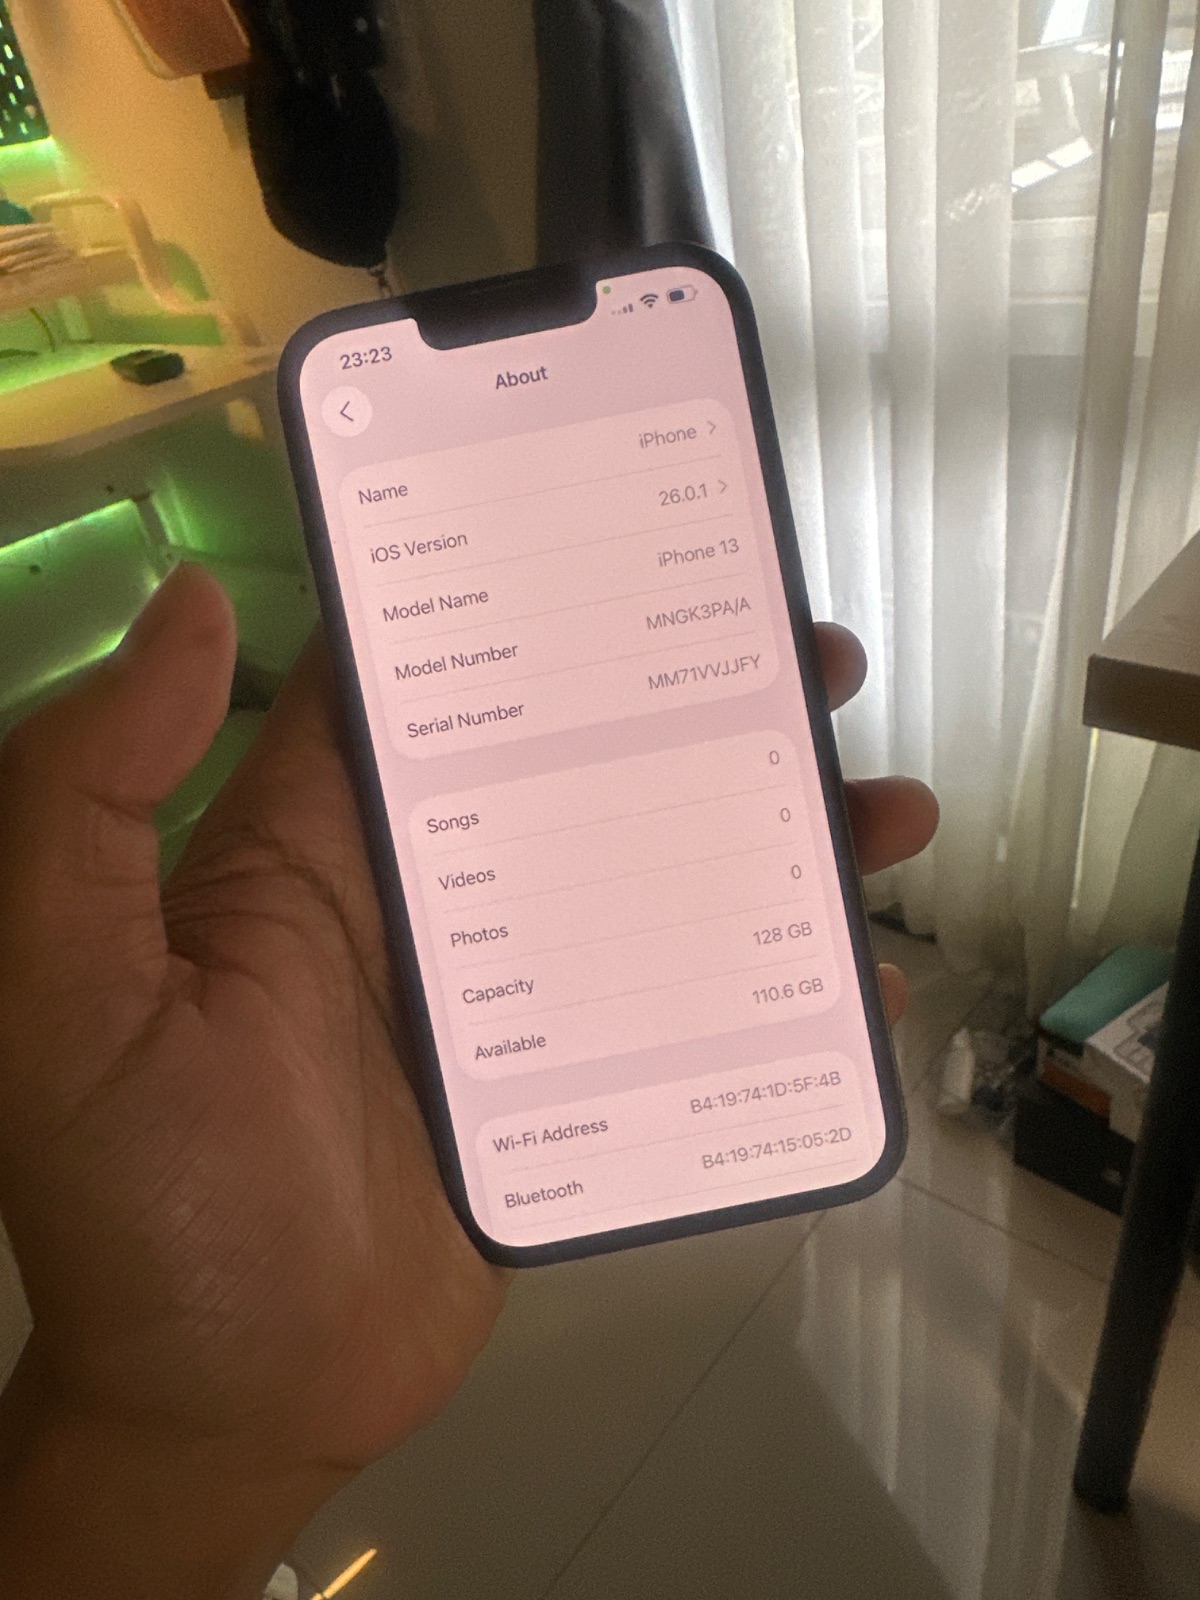 23:23
About
Name iPhone
iOS Version 26.0.1
Model Name iPhone 13
Model Number MNGK3PA/A
Serial Number MM71VVJJFY
Songs 0
Videos 0
Photos 0
Capacity 128 GB
Available 110.6 GB
Wi-Fi Address B4:19:74:1D:5F:4B
Bluetooth B4:19:74:15:05:2D